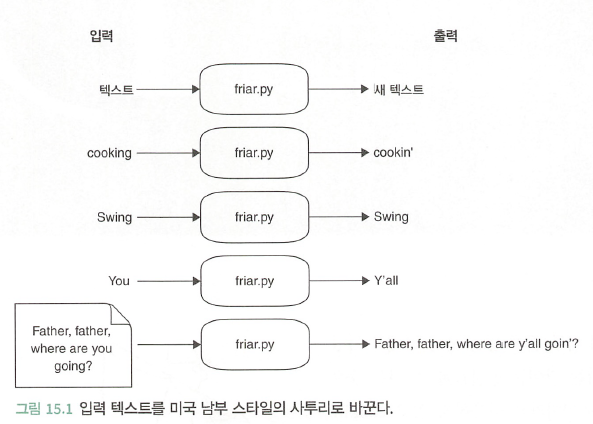 입력 출력
텍스트 friar.py 새 텍스트
cooking friar.py cookin'
Swing friar.py Swing
You friar.py Y'all
Father, father,
where are you
going?
friar.py Father, father, where are y'all goin'?
그림 15.1 입력 텍스트를 미국 남부 스타일의 사투리로 바꾼다.